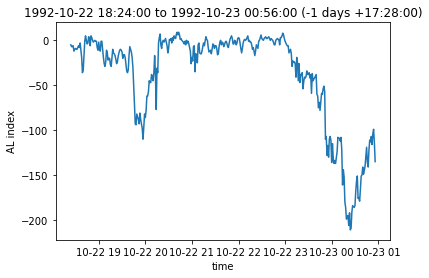 1992-10-22 18:24:00 to 1992-10-23 00:56:00 (-1 days +17:28:00)
0
−50
−100
−150
−200
AL index
10-22 19 10-22 20 10-22 21 10-22 22 10-22 23 10-23 00 10-23 01
time